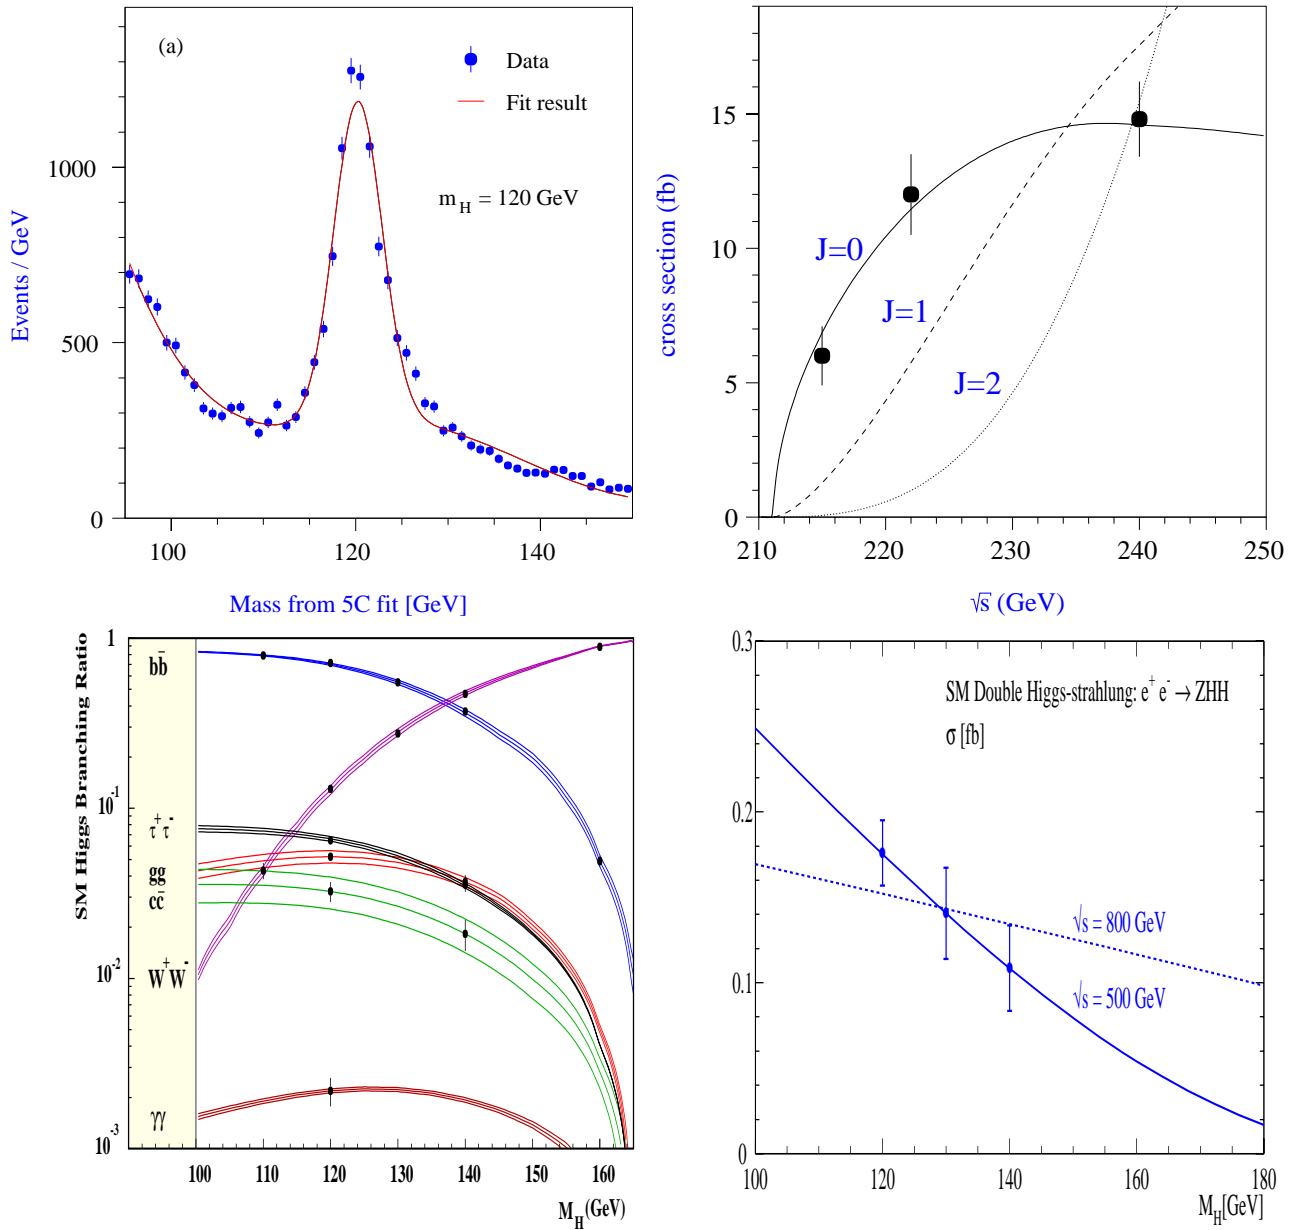 (a)
Data
Fit result
m H = 120 GeV
Events / GeV
1000
500
0
100
120
140
Mass from 5C fit [GeV]
cross section (fb)
15
10
5
0
J=0
J=1
J=2
210
220
230
240
250
√s (GeV)
SM Higgs Branching Ratio
1
10⁻¹
10⁻²
10⁻³
bb̄
τ⁺τ⁻
gg
cc̄
W⁺W⁻
γγ
100
110
120
130
140
150
160
M_H (GeV)
0.3
0.2
0.1
0
SM Double Higgs-strahlung: e⁺ e⁻ → ZHH
σ [fb]
√s = 800 GeV
√s = 500 GeV
100
120
140
160
180
M_H[GeV]